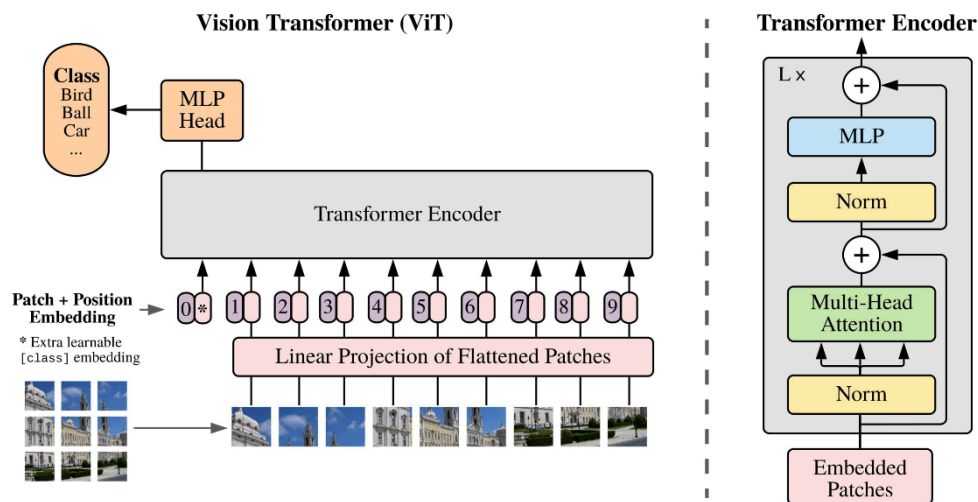 Vision Transformer (ViT)
Class
Bird
Ball
Car
...
MLP
Head
Transformer Encoder
Patch + Position
Embedding
* Extra learnable
[class] embedding
0 * 1 2 3 4 5 6 7 8 9
Linear Projection of Flattened Patches
Transformer Encoder
L x
+
MLP
Norm
+
Multi-Head
Attention
Norm
Embedded
Patches